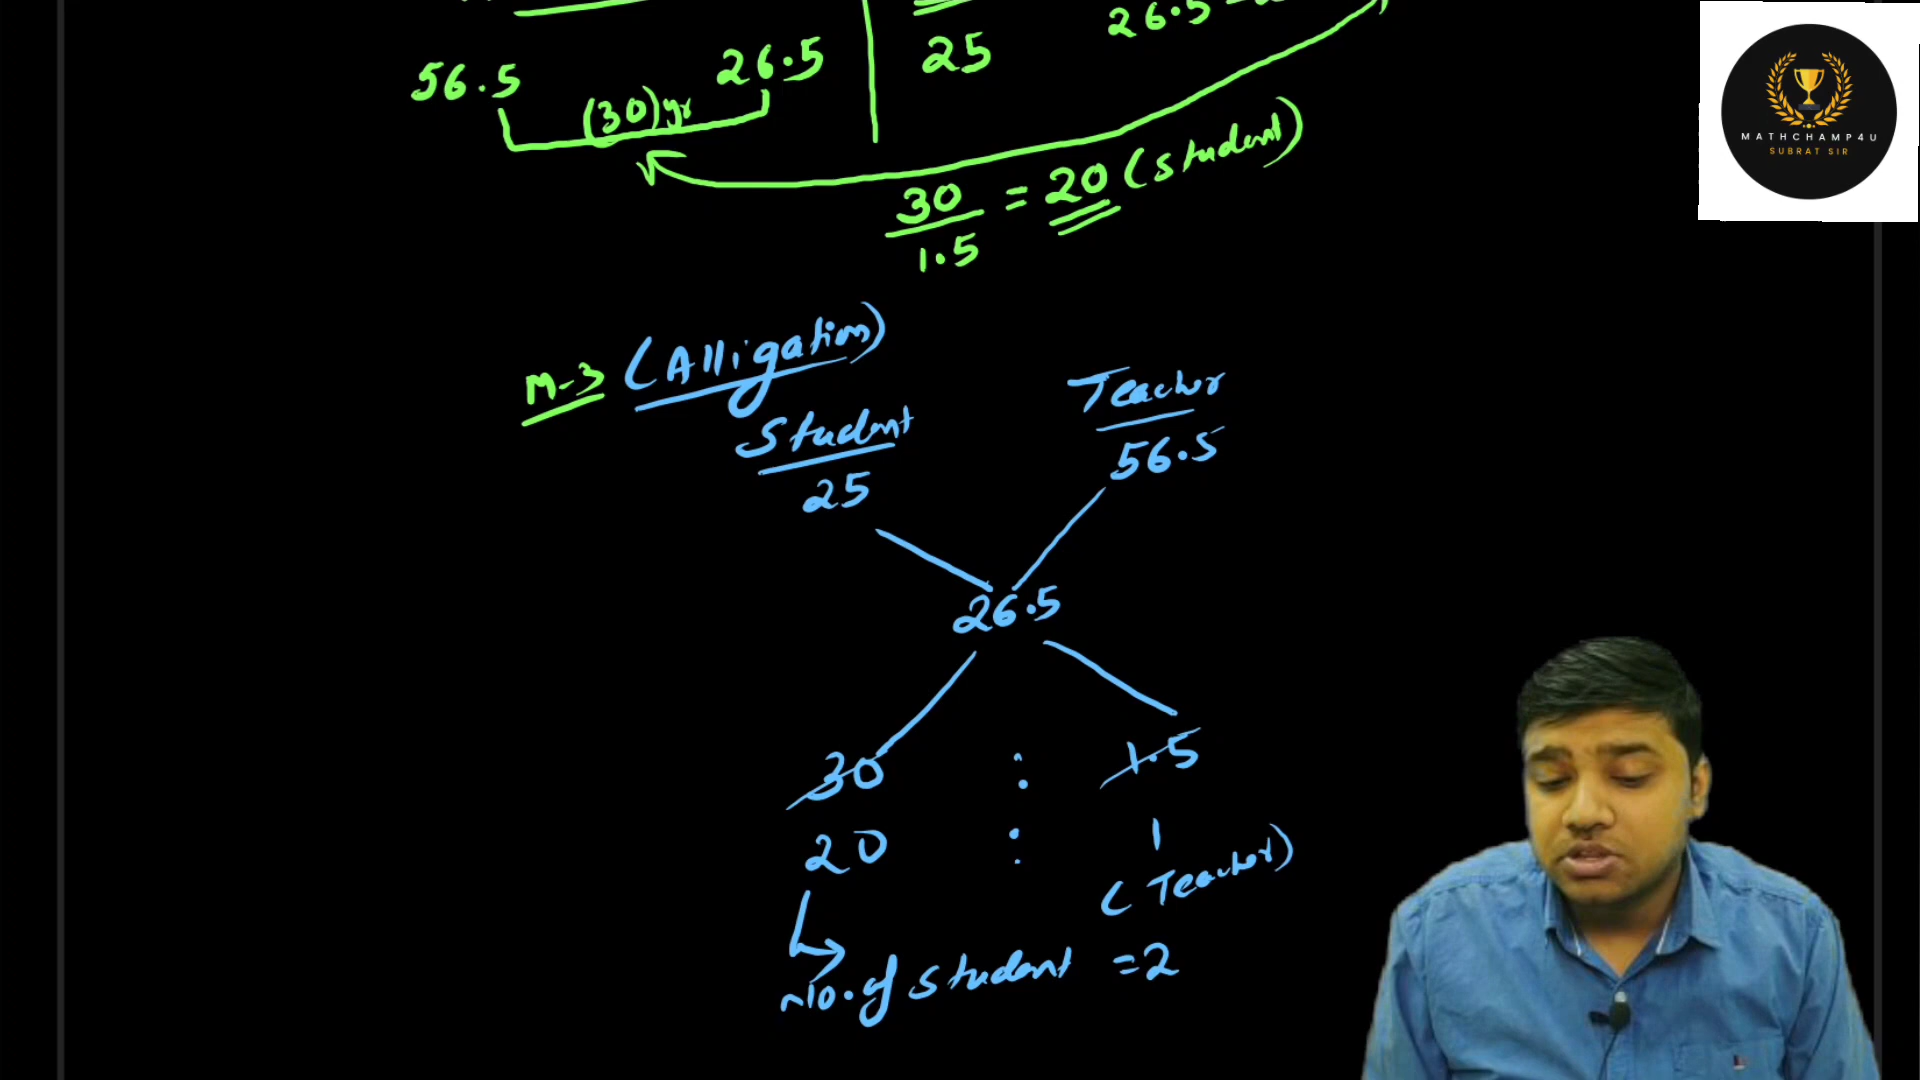 56.5
26.5
(30)yr
25
26.5
30/1.5 = 20 (Student)
M-3 (Alligation)
Student
Teacher
25
56.5
26.5
30 : 1.5
20 : 1
(Teacher)
No. of Student = 2
MATHCHAMP4U
SUBRAT SIR